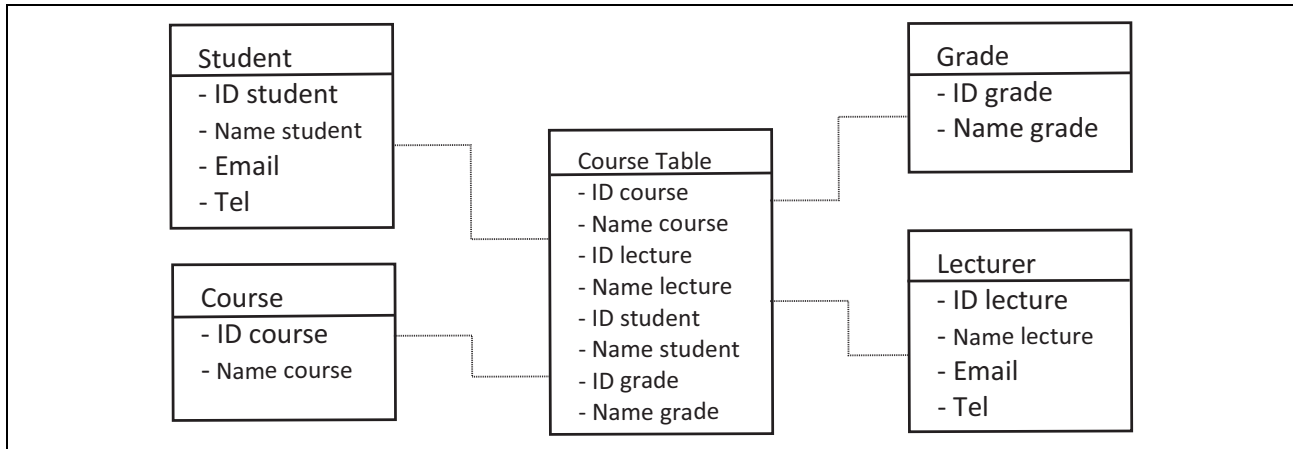 Student
- ID student
- Name student
- Email
- Tel
Course
- ID course
- Name course
Course Table
- ID course
- Name course
- ID lecture
- Name lecture
- ID student
- Name student
- ID grade
- Name grade
Grade
- ID grade
- Name grade
Lecturer
- ID lecture
- Name lecture
- Email
- Tel